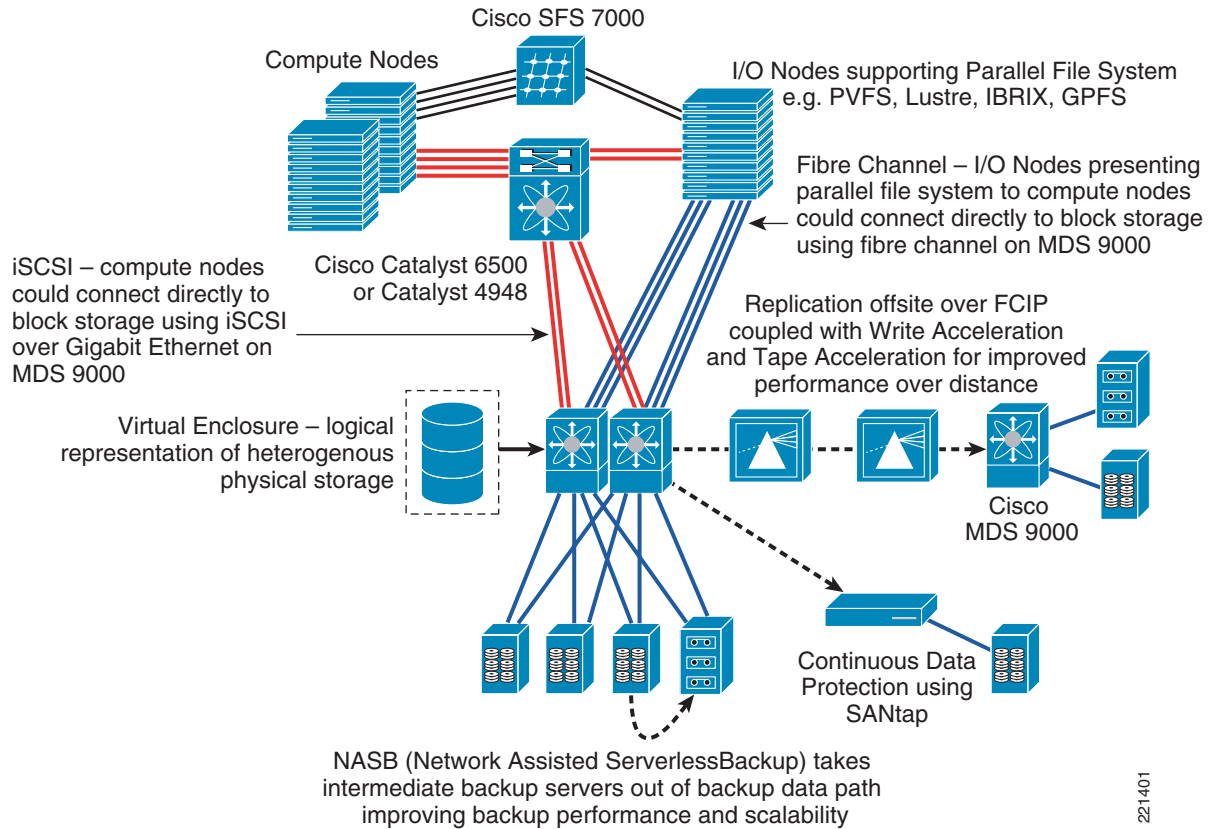 Cisco SFS 7000
Compute Nodes
I/O Nodes supporting Parallel File System
e.g. PVFS, Lustre, IBRIX, GPFS
Fibre Channel – I/O Nodes presenting
parallel file system to compute nodes
could connect directly to block storage
using fibre channel on MDS 9000
iSCSI – compute nodes
could connect directly to
block storage using iSCSI
over Gigabit Ethernet on
MDS 9000
Cisco Catalyst 6500
or Catalyst 4948
Replication offsite over FCIP
coupled with Write Acceleration
and Tape Acceleration for improved
performance over distance
Virtual Enclosure – logical
representation of heterogenous
physical storage
Cisco
MDS 9000
Continuous Data
Protection using
SANtap
NASB (Network Assisted ServerlessBackup) takes
intermediate backup servers out of backup data path
improving backup performance and scalability
221401